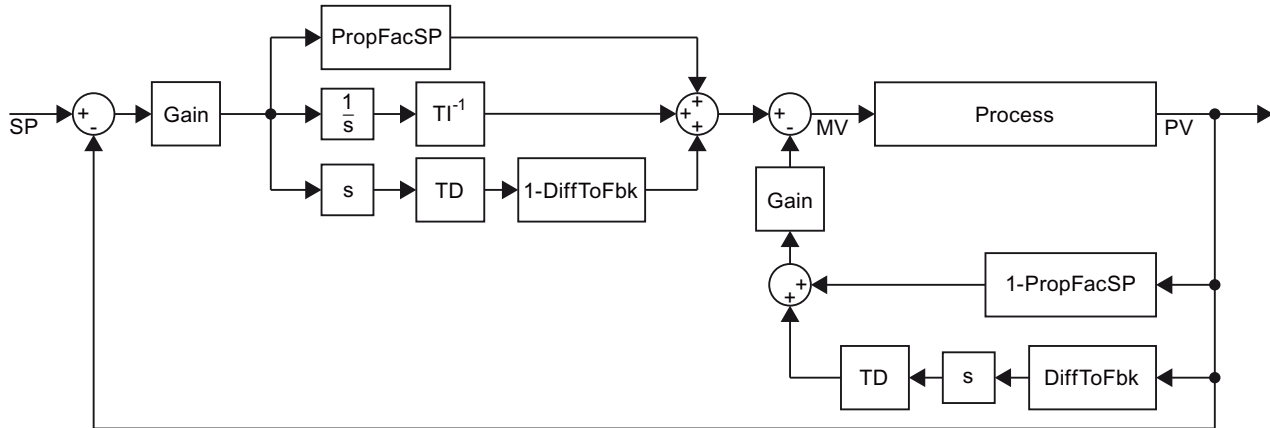 PropFacSP
SP
+
-
Gain
1/s
TI⁻¹
+
+
+
+
-
MV
Process
PV
s
TD
1-DiffToFbk
Gain
+
+
1-PropFacSP
TD
s
DiffToFbk